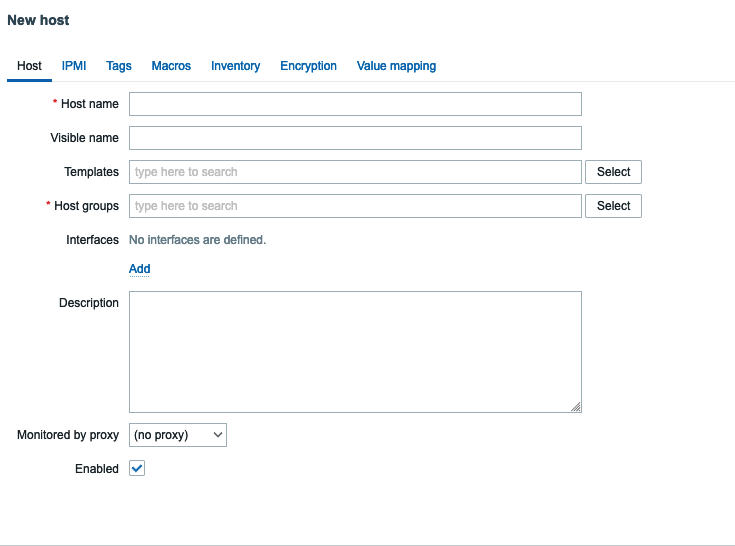 New host
Host IPMI Tags Macros Inventory Encryption Value mapping
* Host name
Visible name
Templates type here to search Select
* Host groups type here to search Select
Interfaces No interfaces are defined.
Add
Description
Monitored by proxy (no proxy)
Enabled